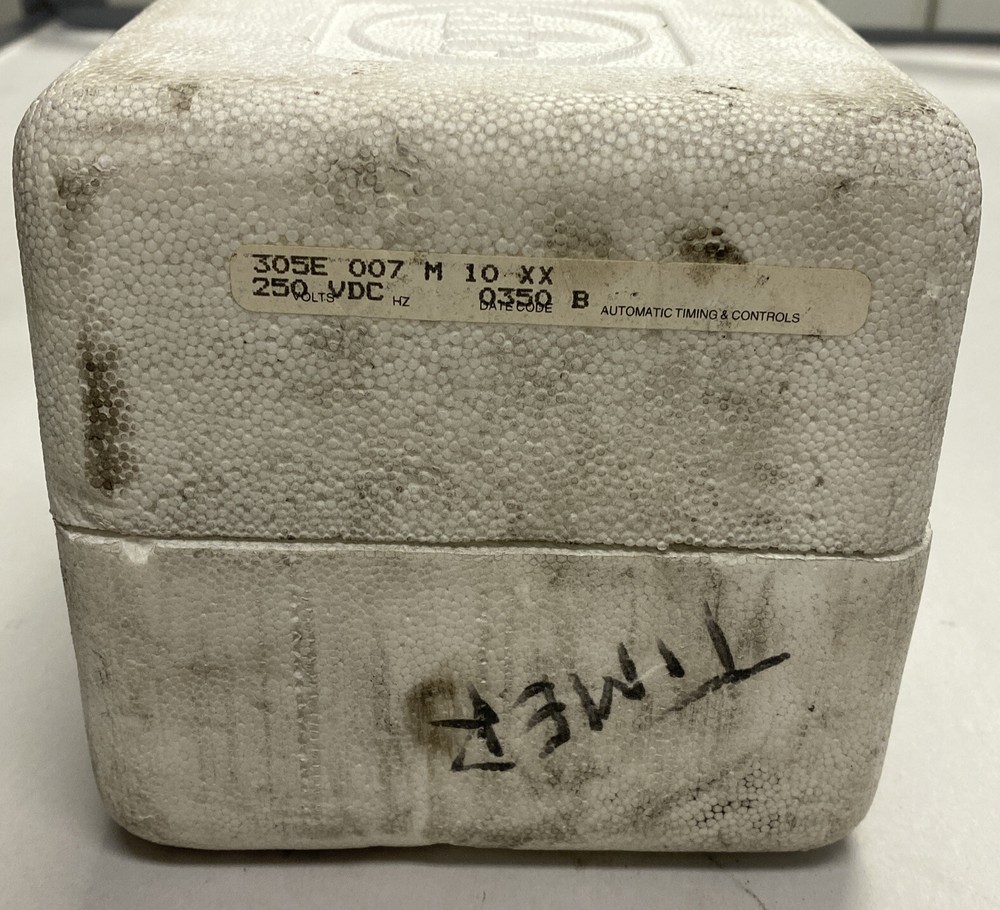 305E 007 M 10 XX
250 VDC 0350 B
VOLTS HZ DATE CODE AUTOMATIC TIMING & CONTROLS
TIMER